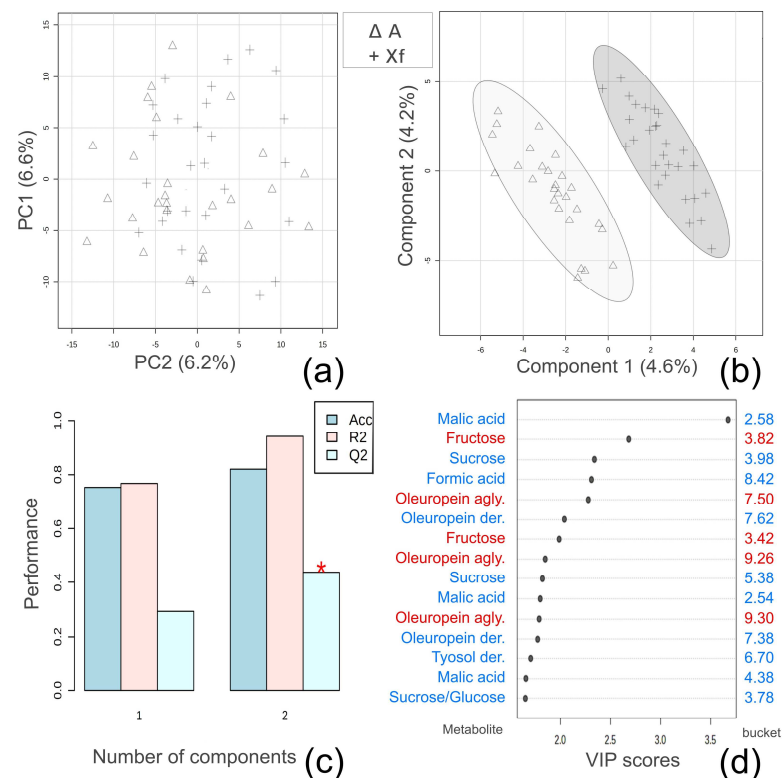 15
10
5
0
-5
-10
-15 -10 -5 0 5 10 15
PC1 (6.6%)
PC2 (6.2%)
(a)
Δ A
+ Xf
5
0
-5
-6 -4 -2 0 2 4 6
Component 2 (4.2%)
Component 1 (4.6%)
(b)
1.0
0.8
0.6
0.4
0.2
0.0
Performance
Acc
R2
Q2
*
1 2
Number of components
(c)
Malic acid 2.58
Fructose 3.82
Sucrose 3.98
Formic acid 8.42
Oleuropein agly. 7.50
Oleuropein der. 7.62
Fructose 3.42
Oleuropein agly. 9.26
Sucrose 5.38
Malic acid 2.54
Oleuropein agly. 9.30
Oleuropein der. 7.38
Tyosol der. 6.70
Malic acid 4.38
Sucrose/Glucose 3.78
Metabolite bucket
2.0 2.5 3.0 3.5
VIP scores
(d)